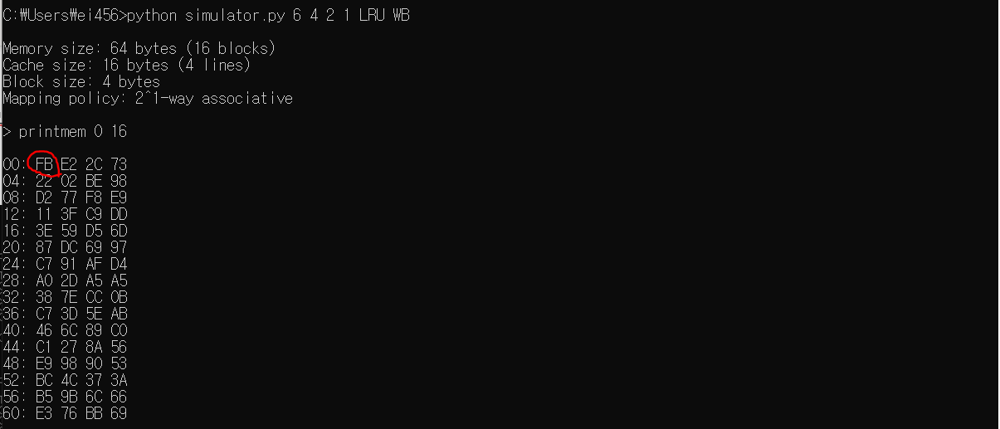 C:₩Users₩ei456>python simulator.py 6 4 2 1 LRU WB
Memory size: 64 bytes (16 blocks)
Cache size: 16 bytes (4 lines)
Block size: 4 bytes
Mapping policy: 2^1-way associative
> printmem 0 16
00: FB E2 2C 73
04: 22 02 BE 98
08: D2 77 F8 E9
12: 11 3F C9 DD
16: 3E 59 D5 6D
20: 87 DC 69 97
24: C7 91 AF D4
28: A0 2D A5 A5
32: 38 7E CC 0B
36: C7 3D 5E AB
40: 46 6C 89 C0
44: C1 27 8A 56
48: E9 98 90 53
52: BC 4C 37 3A
56: B5 9B 6C 66
60: E3 76 BB 69